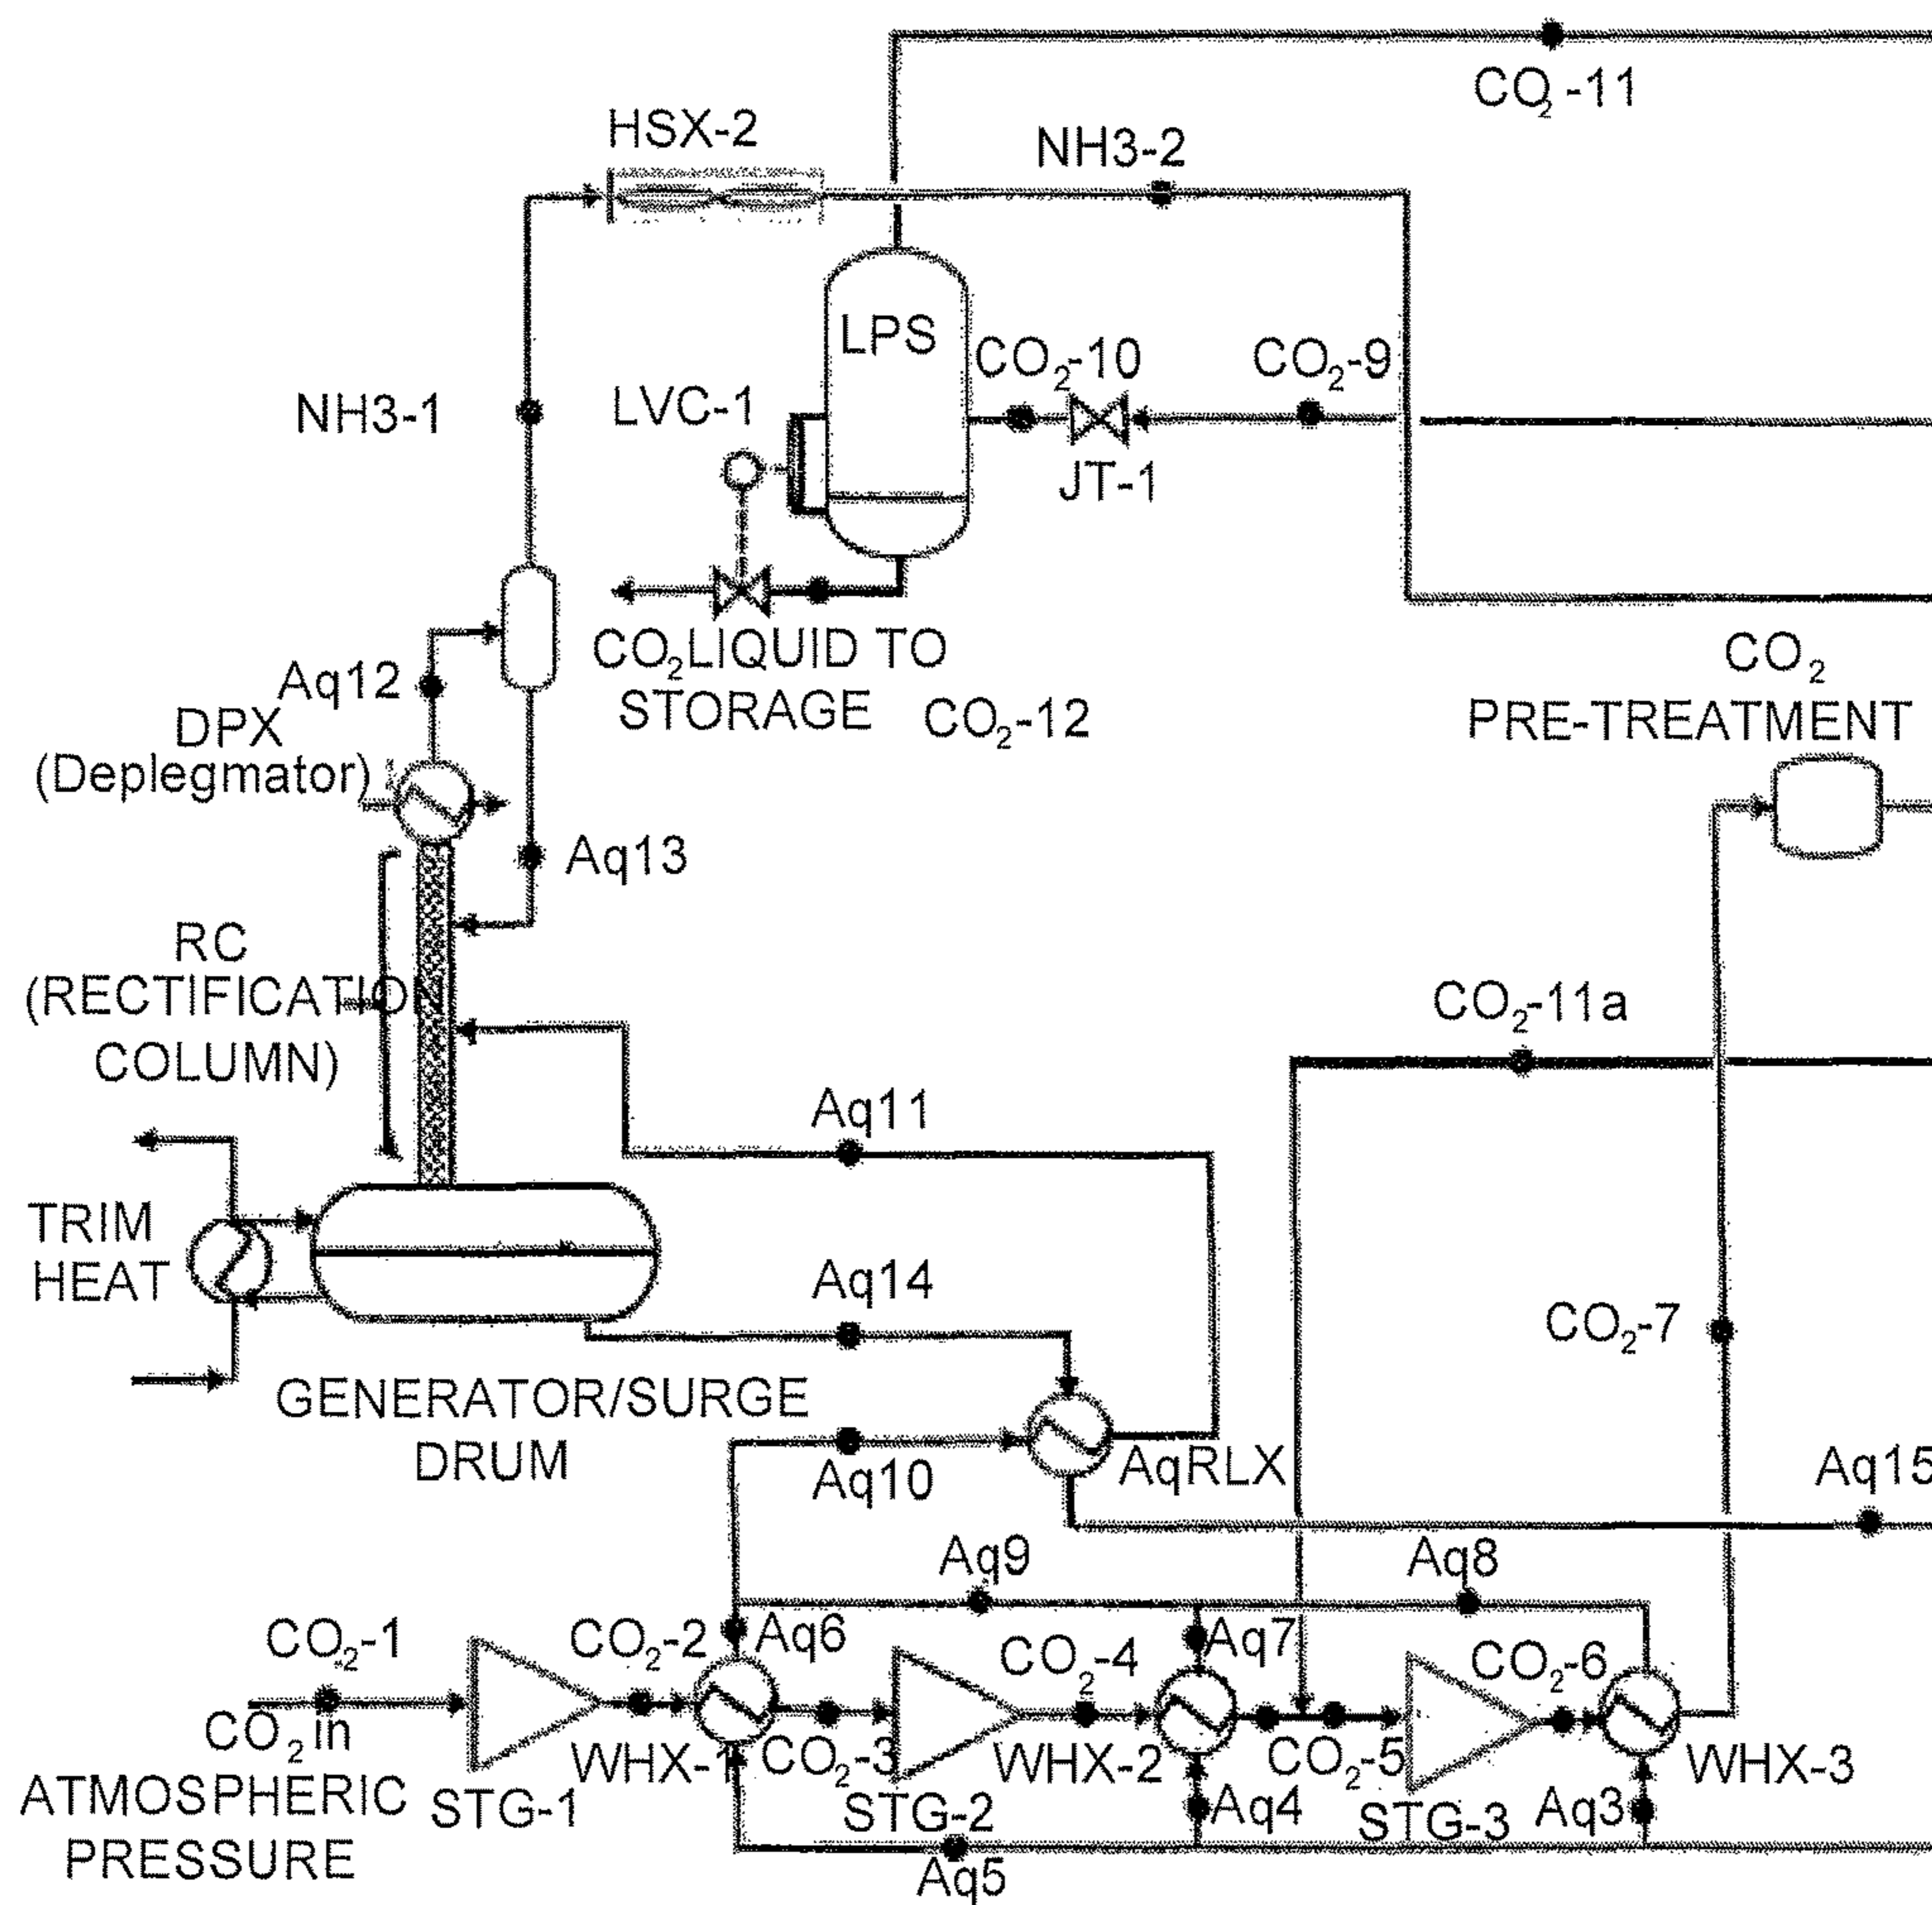 CO2-11
HSX-2
NH3-2
LPS
CO2-10
CO2-9
NH3-1
LVC-1
JT-1
CO2LIQUID TO
STORAGE
CO2-12
CO2
PRE-TREATMENT
Aq12
DPX
(Deplegmator)
Aq13
RC
(RECTIFICATION
COLUMN)
CO2-11a
Aq11
TRIM
HEAT
Aq14
CO2-7
GENERATOR/SURGE
DRUM
Aq10
AqRLX
Aq15
Aq9
Aq8
CO2-1
CO2-2
Aq6
CO2-4
Aq7
CO2-6
CO2in
ATMOSPHERIC
PRESSURE
STG-1
WHX-1
CO2-3
STG-2
WHX-2
Aq4
CO2-5
STG-3
Aq3
WHX-3
Aq5